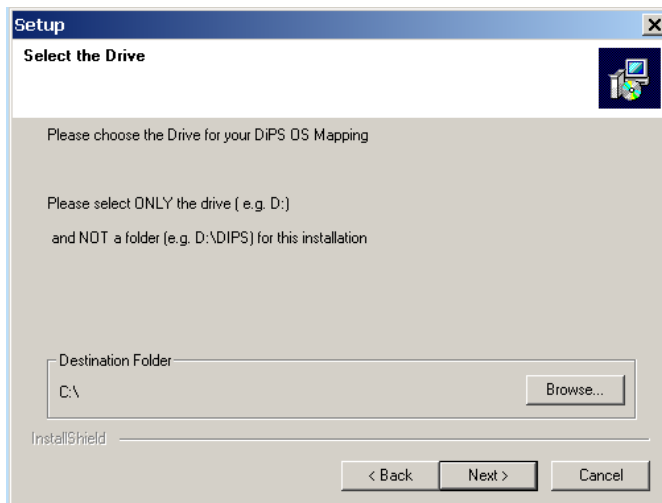 Setup
Select the Drive
Please choose the Drive for your DiPS OS Mapping
Please select ONLY the drive ( e.g. D:)
and NOT a folder (e.g. D:\DIPS) for this installation
Destination Folder
C:\
Browse...
InstallShield
< Back
Next >
Cancel